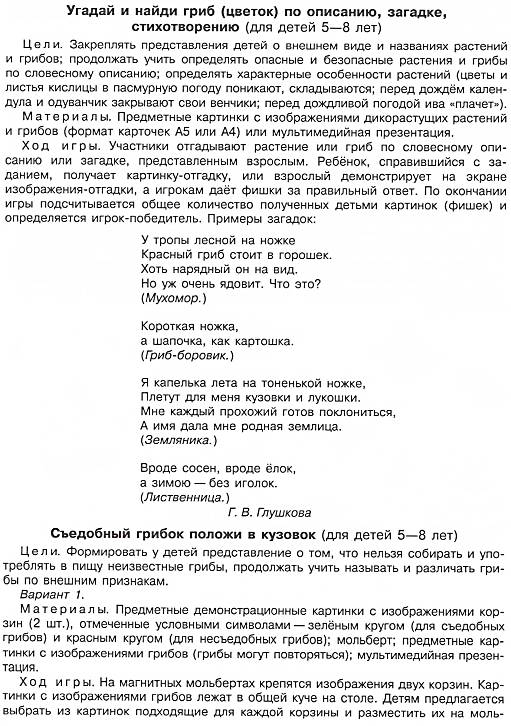 Угадай и найди гриб (цветок) по описанию, загадке,
стихотворению (для детей 5—8 лет)
Цели. Закреплять представления детей о внешнем виде и названиях растений
и грибов; продолжать учить определять опасные и безопасные растения и грибы
по словесному описанию; определять характерные особенности растений (цветы и
листья кислицы в пасмурную погоду поникают, складываются; перед дождём кален-
дула и одуванчик закрывают свои венчики; перед дождливой погодой ива «плачет»).
Материалы. Предметные картинки с изображениями дикорастущих растений
и грибов (формат карточек А5 или А4) или мультимедийная презентация.
Ход игры. Участники отгадывают растение или гриб по словесному опи-
санию или загадке, представленным взрослым. Ребёнок, справившийся с за-
данием, получает картинку-отгадку, или взрослый демонстрирует на экране
изображения-отгадки, а игрокам даёт фишки за правильный ответ. По окончании
игры подсчитывается общее количество полученных детьми картинок (фишек) и
определяется игрок-победитель. Примеры загадок:
У тропы лесной на ножке
Красный гриб стоит в горошек.
Хоть нарядный он на вид.
Но уж очень ядовит. Что это?
(Мухомор.)
Короткая ножка,
а шапочка, как картошка.
(Гриб-боровик.)
Я капелька лета на тоненькой ножке,
Плетут для меня кузовки и лукошки.
Мне каждый прохожий готов поклониться,
А имя дала мне родная землица.
(Земляника.)
Вроде сосен, вроде ёлок,
а зимою — без иголок.
(Лиственница.)
Г. В. Глушкова
Съедобный грибок положи в кузовок (для детей 5—8 лет)
Цели. Формировать у детей представление о том, что нельзя собирать и упо-
треблять в пищу неизвестные грибы, продолжать учить называть и различать гри-
бы по внешним признакам.
Вариант 1.
Материалы. Предметные демонстрационные картинки с изображениями кор-
зин (2 шт.), отмеченные условными символами — зелёным кругом (для съедобных
грибов) и красным кругом (для несъедобных грибов); мольберт; предметные кар-
тинки с изображениями грибов (грибы могут повторяться); мультимедийная презен-
тация.
Ход игры. На магнитных мольбертах крепятся изображения двух корзин. Кар-
тинки с изображениями грибов лежат в общей куче на столе. Детям предлагается
выбрать из картинок подходящие для каждой корзины и разместить их на моль-